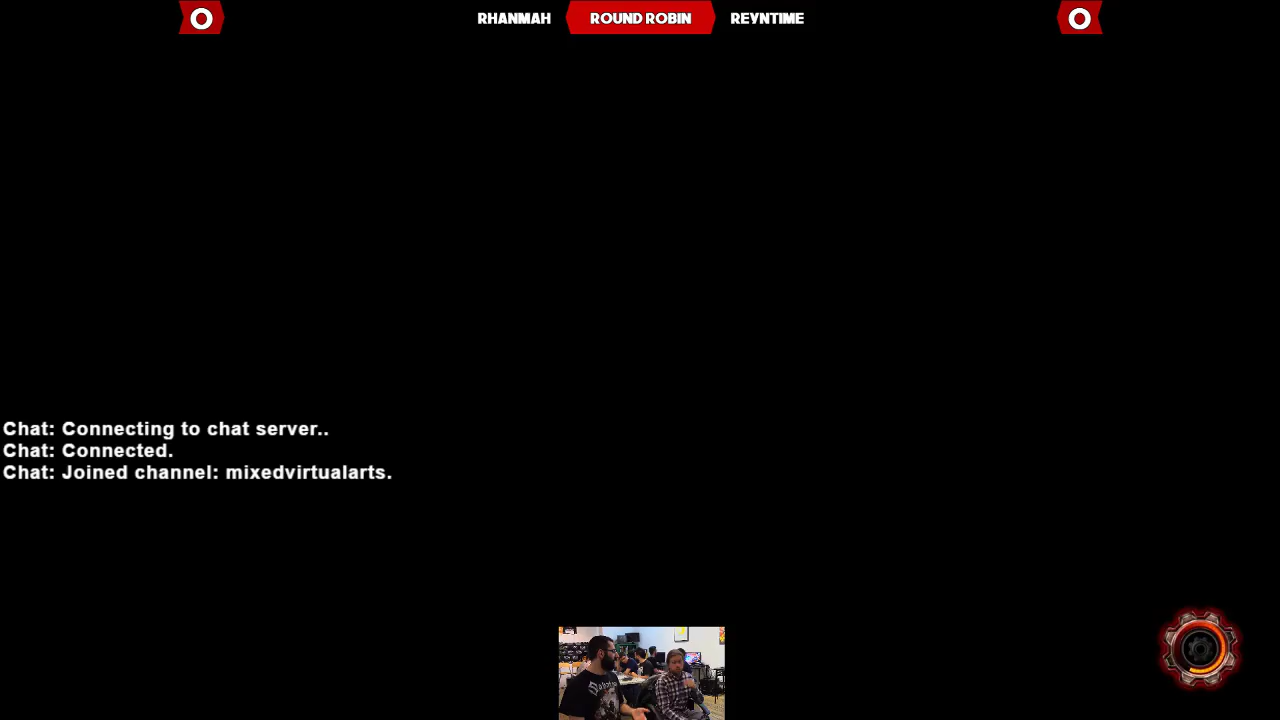 O RHANMAH ROUND ROBIN REYNTIME O
Chat: Connecting to chat server..
Chat: Connected.
Chat: Joined channel: mixedvirtualarts.